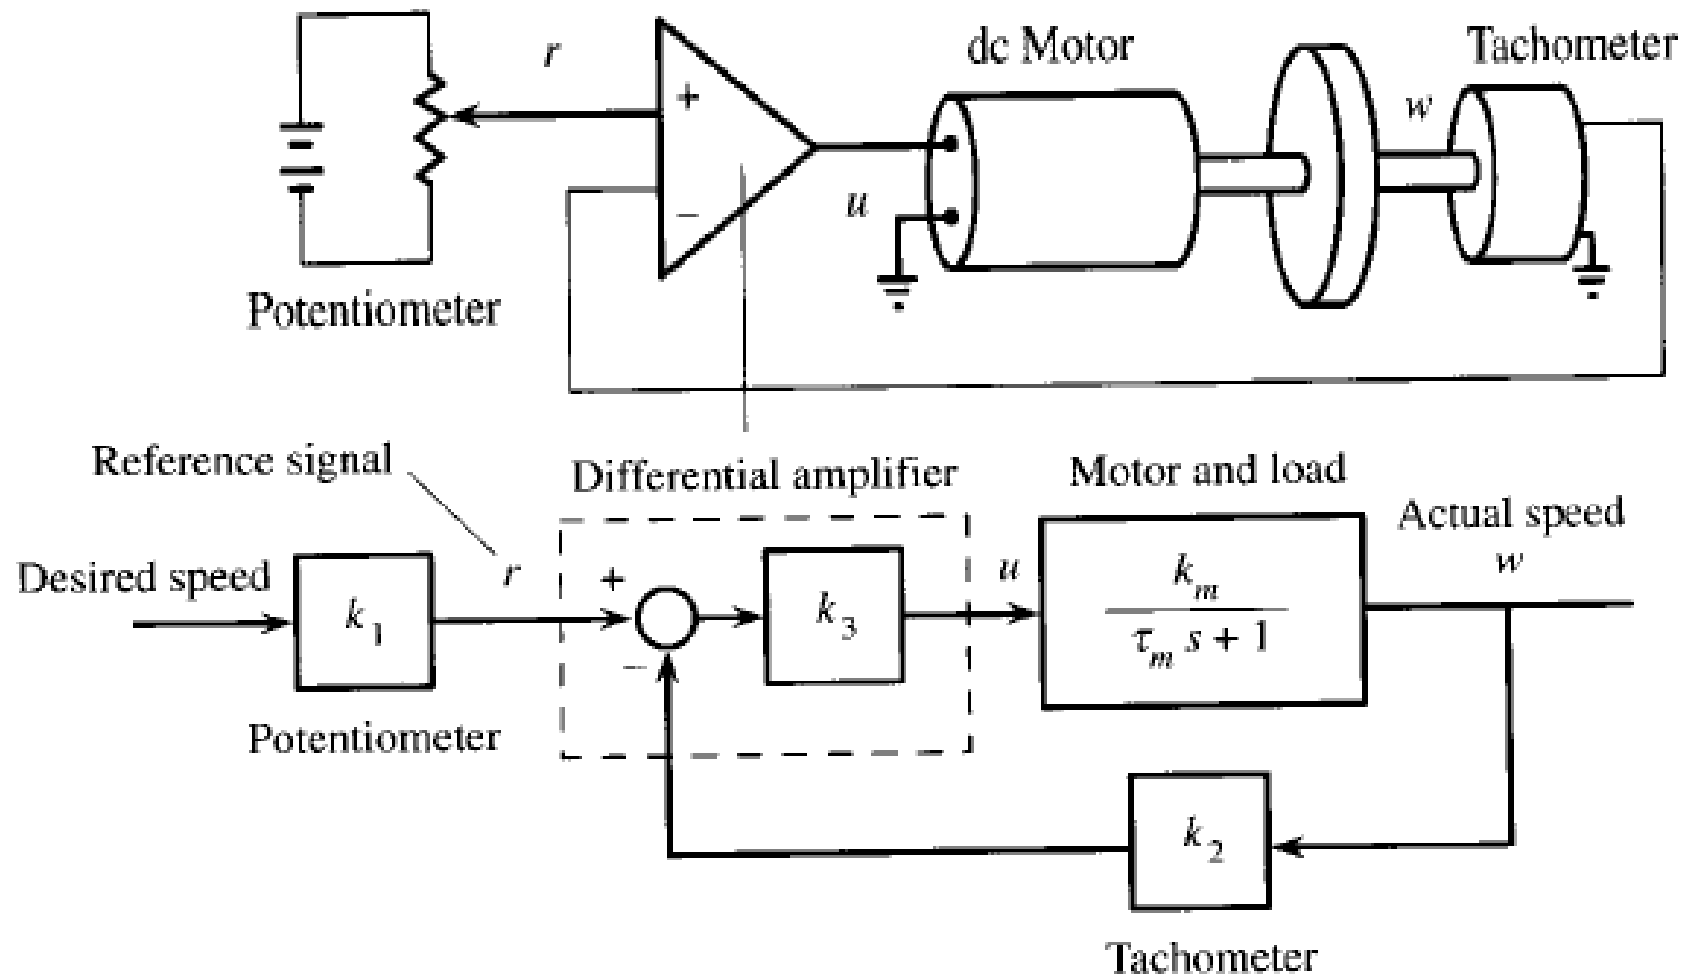 r
dc Motor
Tachometer
+
w
−
u
Potentiometer
Reference signal
Differential amplifier
Motor and load
Actual speed
w
Desired speed
k₁
r
+
−
k₃
u
kₘ
τₘ s + 1
Potentiometer
k₂
Tachometer